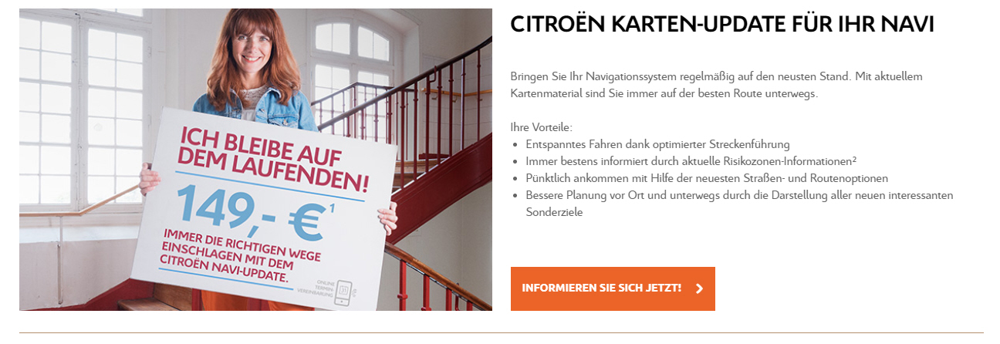 CITROËN KARTEN-UPDATE FÜR IHR NAVI
Bringen Sie Ihr Navigationssystem regelmäßig auf den neusten Stand. Mit aktuellem
Kartenmaterial sind Sie immer auf der besten Route unterwegs.
Ihre Vorteile:
• Entspanntes Fahren dank optimierter Streckenführung
• Immer bestens informiert durch aktuelle Risikozonen-Informationen²
• Pünktlich ankommen mit Hilfe der neuesten Straßen- und Routenoptionen
• Bessere Planung vor Ort und unterwegs durch die Darstellung aller neuen interessanten
Sonderziele
INFORMIEREN SIE SICH JETZT!
ICH BLEIBE AUF
DEM LAUFENDEN!
149,- €¹
IMMER DIE RICHTIGEN WEGE
EINSCHLAGEN MIT DEM
CITROËN NAVI-UPDATE.
ONLINE
TERMIN-
VEREINBARUNG
31